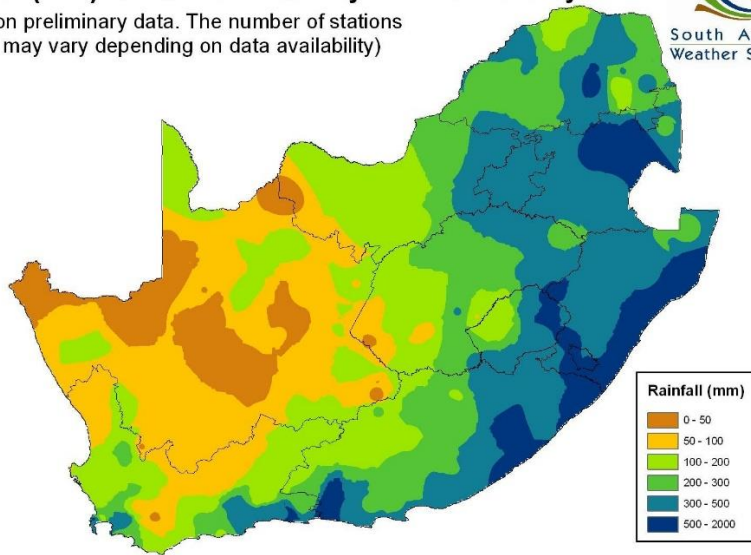 on preliminary data. The number of stations
may vary depending on data availability)
South A
Weather S
Rainfall (mm)
0 - 50
50 - 100
100 - 200
200 - 300
300 - 500
500 - 2000